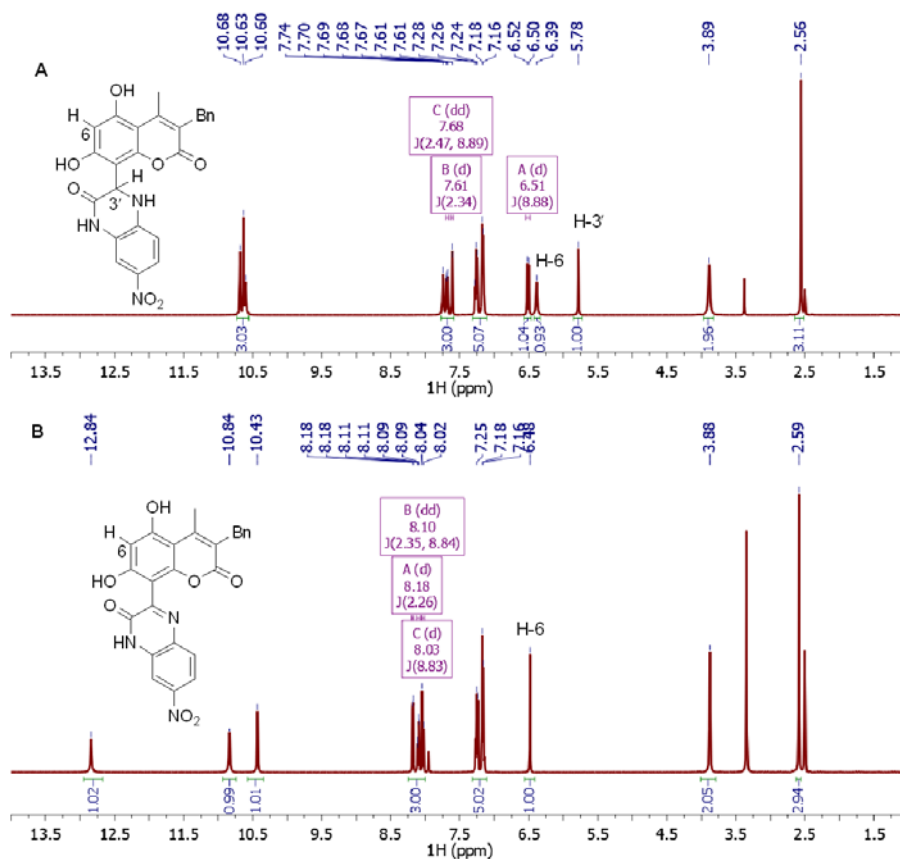 10.68 10.63 10.60 7.74 7.70 7.69 7.68 7.67 7.61 7.61 7.28 7.26 7.24 7.18 7.16 6.52 6.50 6.39 5.78 3.89 2.56
A
OH
H
6
Bn
HO
O
O
H
O
3'
NH
HN
NO2
C (dd)
7.68
J(2.47, 8.89)
B (d)
7.61
J(2.34)
A (d)
6.51
J(8.88)
H-6
H-3'
3.03 3.00 5.07 1.04 0.93 1.00 1.96 3.11
13.5 12.5 11.5 10.5 9.5 8.5 7.5 6.5 5.5 4.5 3.5 2.5 1.5
1H (ppm)
12.84 10.84 10.43 8.18 8.18 8.11 8.11 8.09 8.09 8.04 8.02 7.25 7.18 7.16 6.48 3.88 2.59
B
OH
H
6
Bn
HO
O
O
O
N
HN
NO2
B (dd)
8.10
J(2.35, 8.84)
A (d)
8.18
J(2.26)
C (d)
8.03
J(8.83)
H-6
1.02 0.99 1.01 3.00 5.02 1.00 2.05 2.94
13.5 12.5 11.5 10.5 9.5 8.5 7.5 6.5 5.5 4.5 3.5 2.5 1.5
1H (ppm)